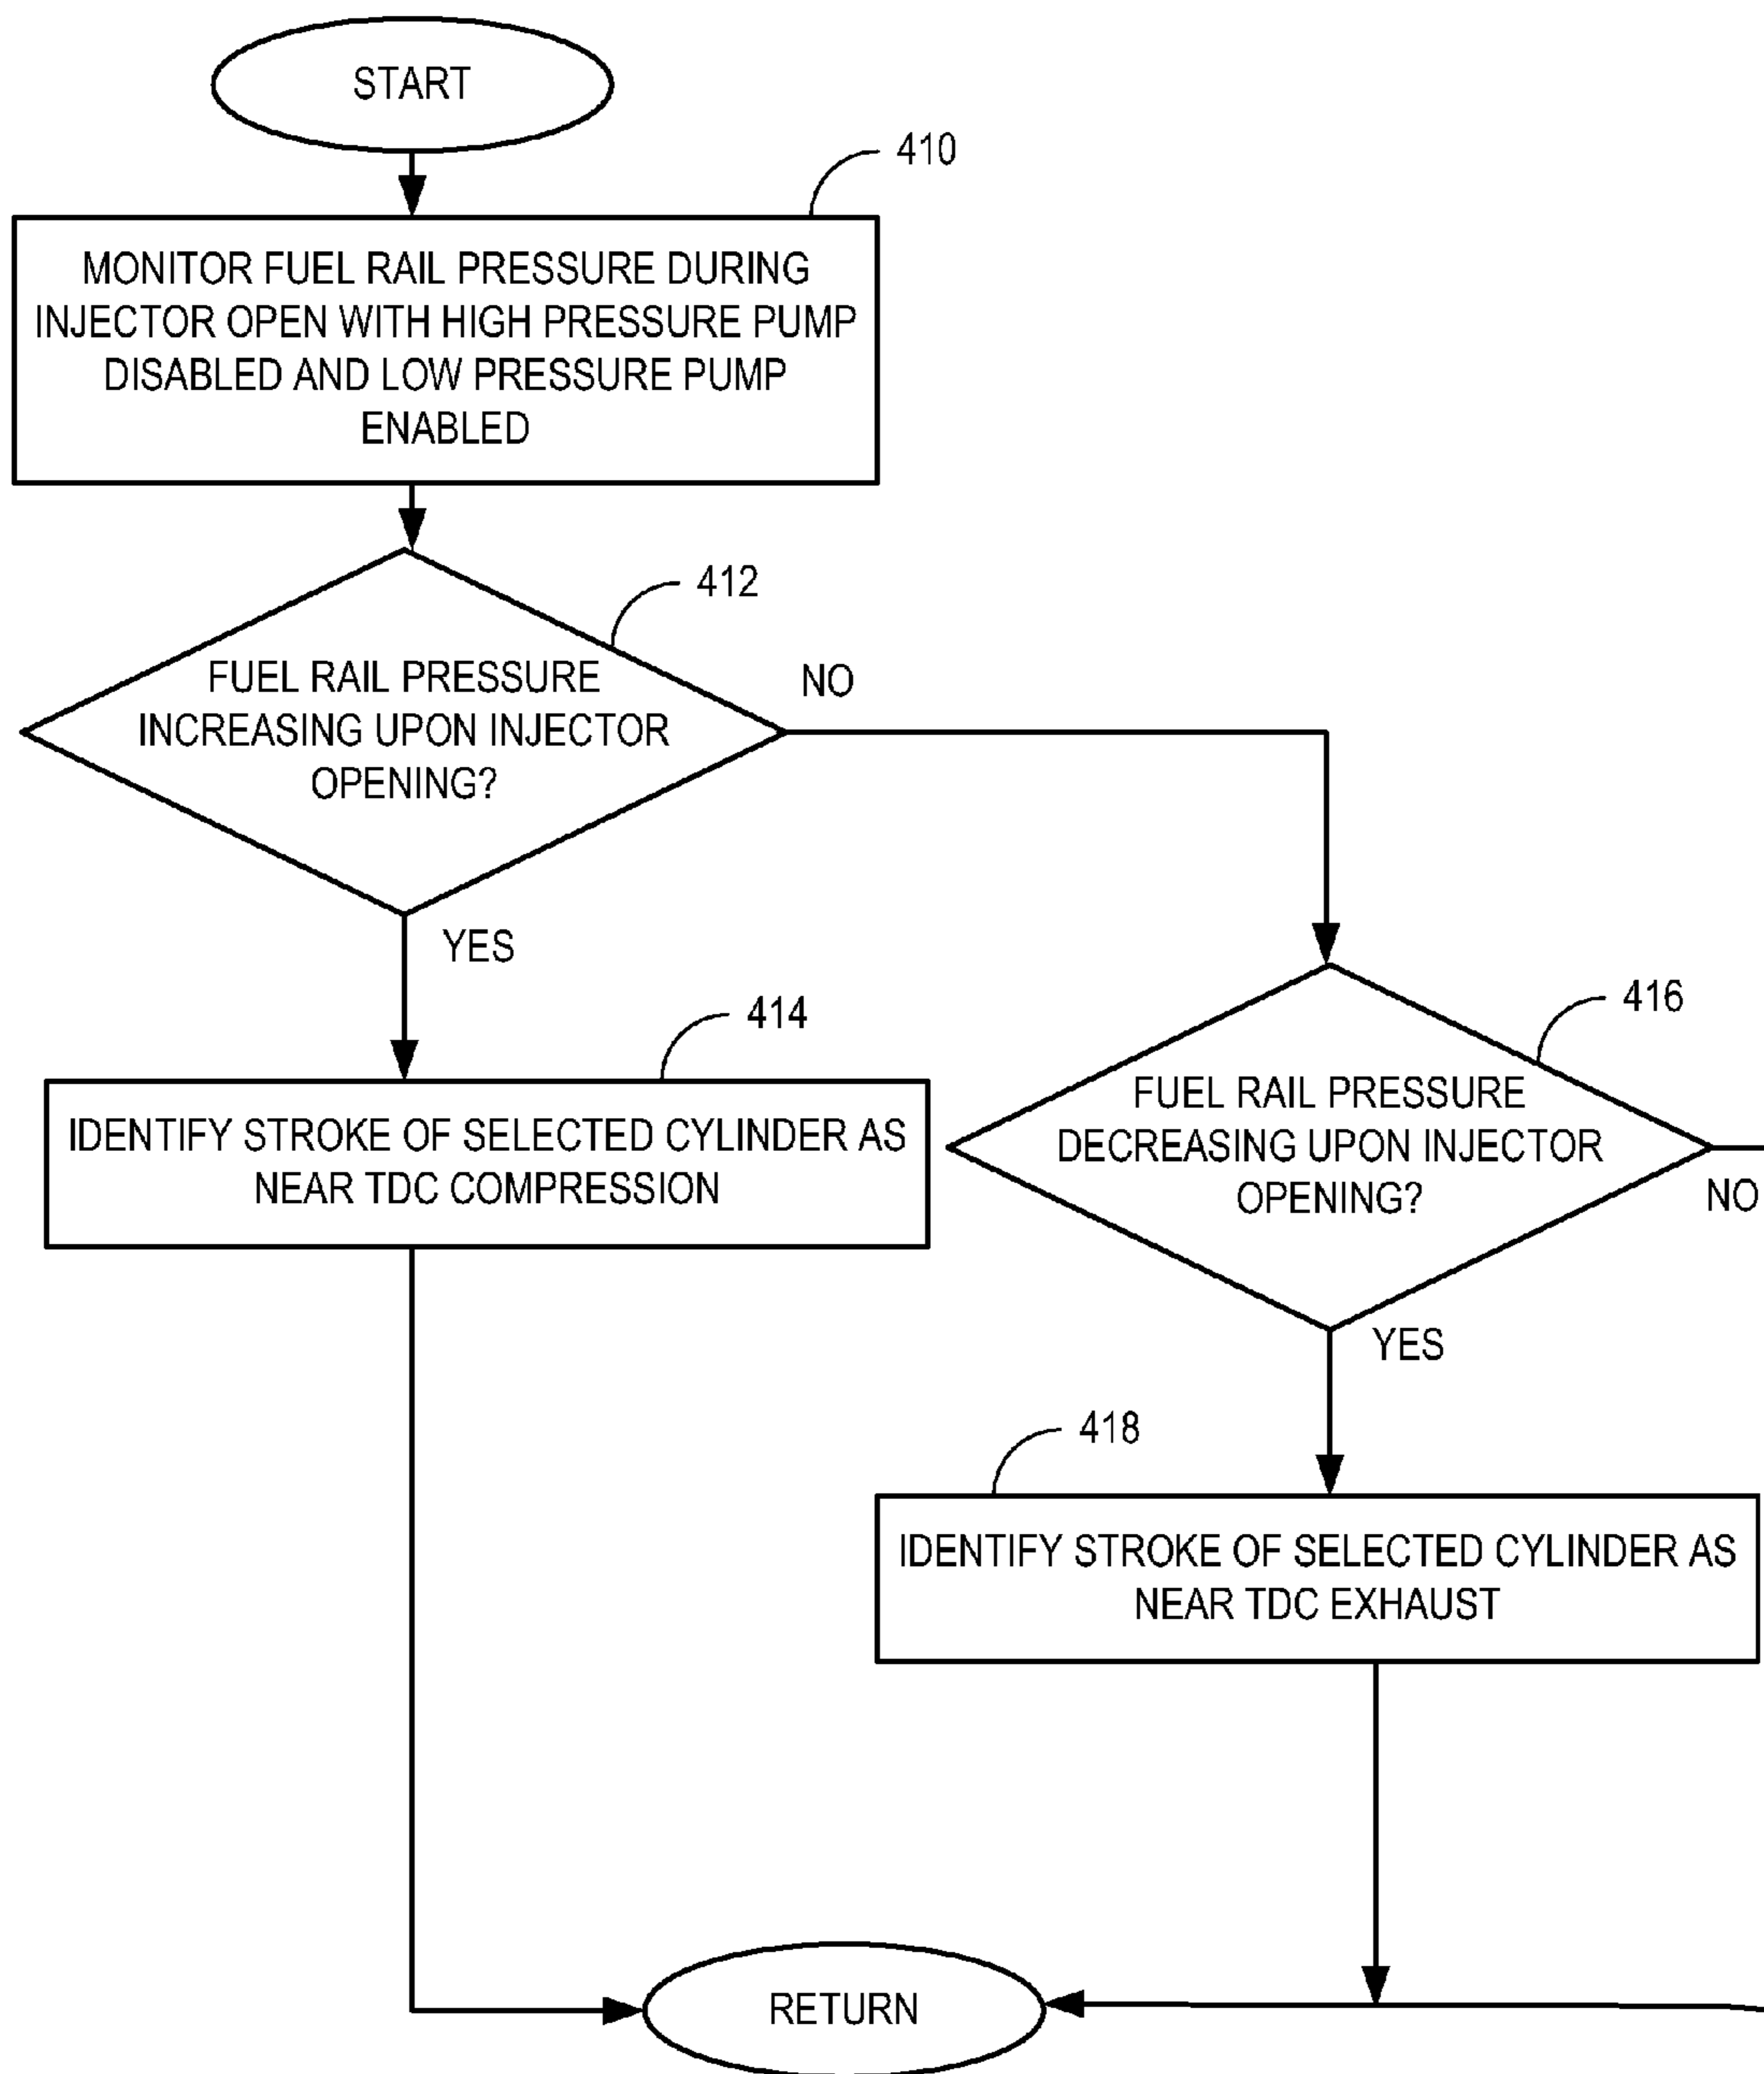 START
410
MONITOR FUEL RAIL PRESSURE DURING
INJECTOR OPEN WITH HIGH PRESSURE PUMP
DISABLED AND LOW PRESSURE PUMP
ENABLED
412
FUEL RAIL PRESSURE
INCREASING UPON INJECTOR
OPENING?
NO
YES
414
IDENTIFY STROKE OF SELECTED CYLINDER AS
NEAR TDC COMPRESSION
416
FUEL RAIL PRESSURE
DECREASING UPON INJECTOR
OPENING?
NO
YES
418
IDENTIFY STROKE OF SELECTED CYLINDER AS
NEAR TDC EXHAUST
RETURN